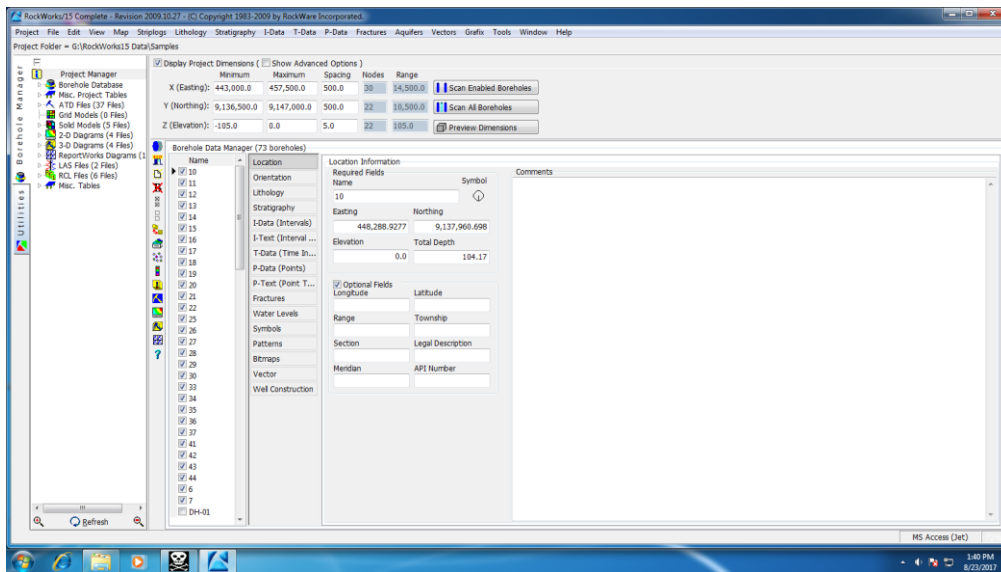 RockWorks/15 Complete - Revision 2009.10.27 - (C) Copyright 1983-2009 by RockWare Incorporated.
Project File Edit View Map Striplogs Lithology Stratigraphy I-Data T-Data P-Data Fractures Aquifers Vectors Grafix Tools Window Help
Project Folder = G:\RockWorks15 Data\Samples
Borehole Manager
Utilities
Project Manager
Borehole Database
Misc. Project Tables
ATD Files (37 Files)
Grid Models (0 Files)
Solid Models (5 Files)
2-D Diagrams (4 Files)
3-D Diagrams (4 Files)
ReportWorks Diagrams (1
LAS Files (2 Files)
RCL Files (6 Files)
Misc. Tables
Refresh
Display Project Dimensions ( Show Advanced Options )
Minimum Maximum Spacing Nodes Range
X (Easting): 443,000.0 457,500.0 500.0 30 14,500.0 Scan Enabled Boreholes
Y (Northing): 9,136,500.0 9,147,000.0 500.0 22 10,500.0 Scan All Boreholes
Z (Elevation): -105.0 0.0 5.0 22 105.0 Preview Dimensions
Borehole Data Manager (73 boreholes)
Name
10
11
12
13
14
15
16
17
18
19
20
21
22
25
26
27
28
29
30
33
34
35
36
37
41
42
43
44
6
7
DH-01
Location
Orientation
Lithology
Stratigraphy
I-Data (Intervals)
I-Text (Interval ...
T-Data (Time In...
P-Data (Points)
P-Text (Point T...
Fractures
Water Levels
Symbols
Patterns
Bitmaps
Vector
Well Construction
Location Information
Required Fields
Name Symbol
10
Easting Northing
448,288.9277 9,137,960.698
Elevation Total Depth
0.0 104.17
Optional Fields
Longitude Latitude
Range Township
Section Legal Description
Meridian API Number
Comments
MS Access (Jet)
1:40 PM
8/23/2017